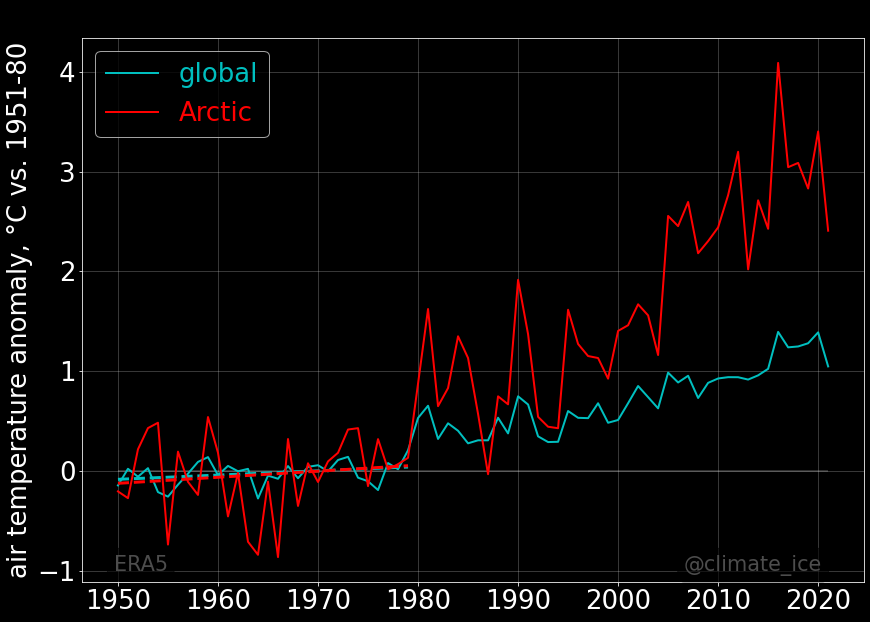 air temperature anomaly, °C vs. 1951-80
global
Arctic
4
3
2
1
0
−1
ERA5
@climate_ice
1950 1960 1970 1980 1990 2000 2010 2020